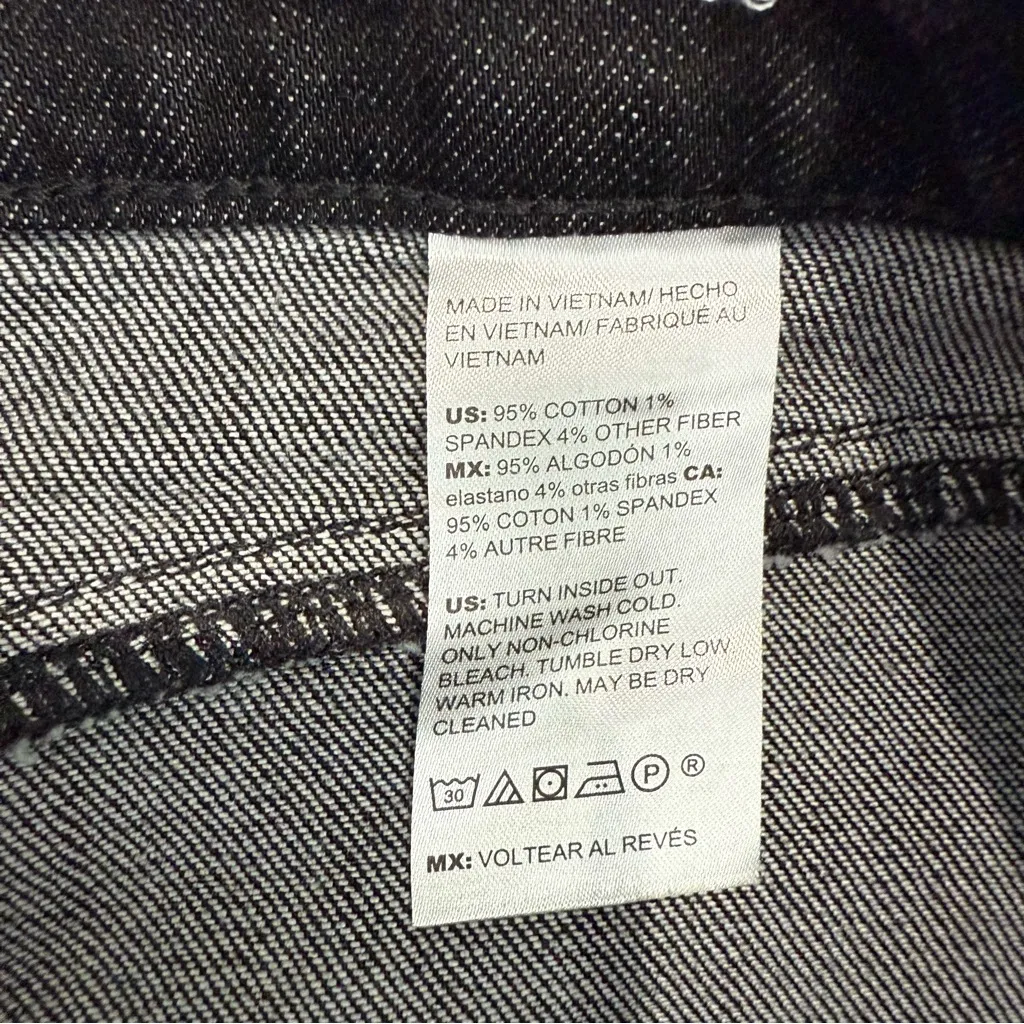 MADE IN VIETNAM/ HECHO
EN VIETNAM/ FABRIQUÉ AU
VIETNAM
US: 95% COTTON 1%
SPANDEX 4% OTHER FIBER
MX: 95% ALGODÓN 1%
elastano 4% otras fibras CA:
95% COTON 1% SPANDEX
4% AUTRE FIBRE
US: TURN INSIDE OUT.
MACHINE WASH COLD.
ONLY NON-CHLORINE
BLEACH. TUMBLE DRY LOW.
WARM IRON. MAY BE DRY
CLEANED
30 P ®
MX: VOLTEAR AL REVÉS